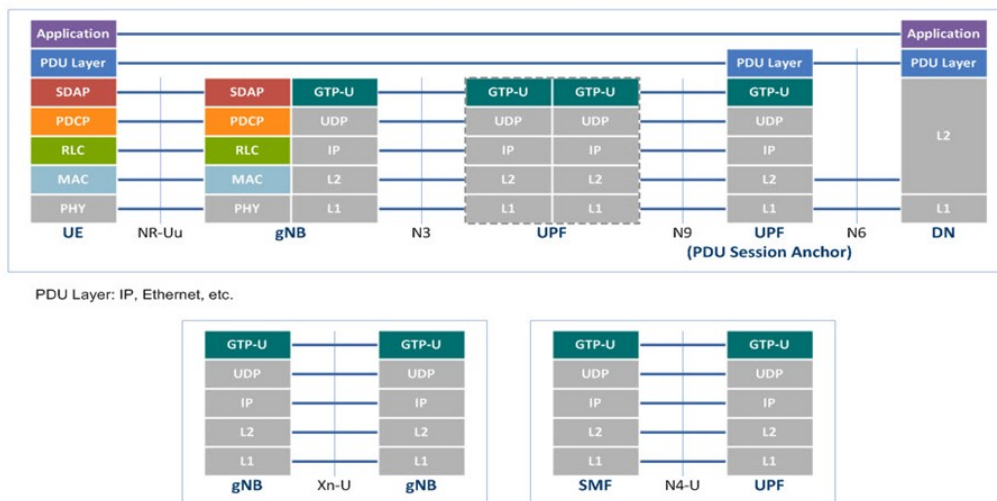 Application Application
PDU Layer PDU Layer PDU Layer
SDAP SDAP GTP-U GTP-U GTP-U GTP-U
PDCP PDCP UDP UDP UDP UDP
RLC RLC IP IP IP IP L2
MAC MAC L2 L2 L2 L2
PHY PHY L1 L1 L1 L1 L1
UE NR-Uu gNB N3 UPF N9 UPF N6 DN
(PDU Session Anchor)
PDU Layer: IP, Ethernet, etc.
GTP-U GTP-U GTP-U GTP-U
UDP UDP UDP UDP
IP IP IP IP
L2 L2 L2 L2
L1 L1 L1 L1
gNB Xn-U gNB SMF N4-U UPF